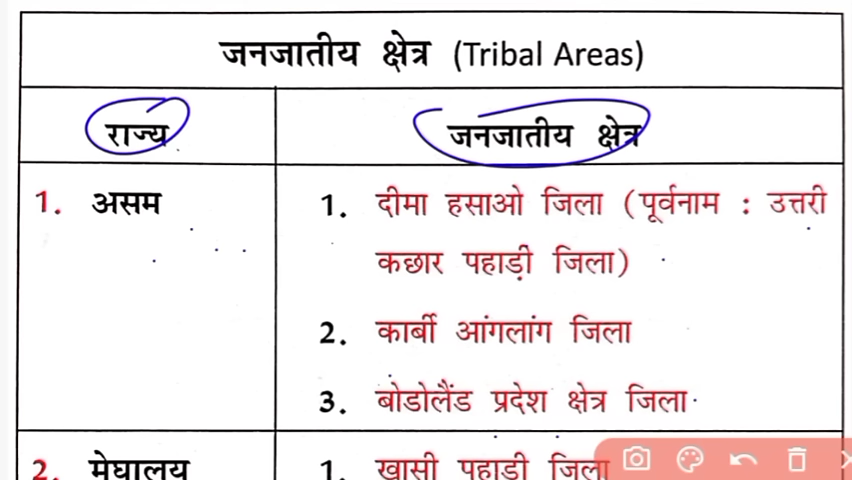 जनजातीय क्षेत्र (Tribal Areas)
राज्य जनजातीय क्षेत्र
1. असम 1. दीमा हसाओ जिला (पूर्वनाम : उत्तरी
कछार पहाड़ी जिला)
2. कार्बी आंगलांग जिला
3. बोडोलैंड प्रदेश क्षेत्र जिला
2. मेघालय 1. खासी पहाड़ी जिला